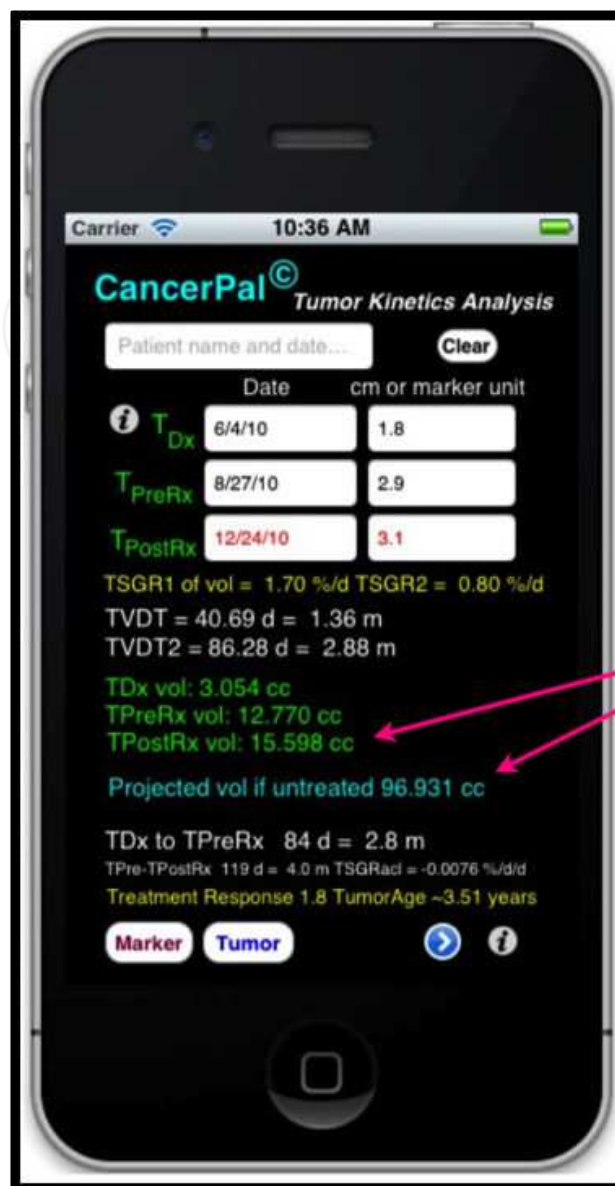 Carrier 10:36 AM
CancerPal©
Tumor Kinetics Analysis
Patient name and date... Clear
Date cm or marker unit
i TDx 6/4/10 1.8
TPreRx 8/27/10 2.9
TPostRx 12/24/10 3.1
TSGR1 of vol = 1.70 %/d TSGR2 = 0.80 %/d
TVDT = 40.69 d = 1.36 m
TVDT2 = 86.28 d = 2.88 m
TDx vol: 3.054 cc
TPreRx vol: 12.770 cc
TPostRx vol: 15.598 cc
Projected vol if untreated 96.931 cc
TDx to TPreRx 84 d = 2.8 m
TPre-TPostRx 119 d = 4.0 m TSGRacl = -0.0076 %/d/d
Treatment Response 1.8 TumorAge ~3.51 years
Marker Tumor i